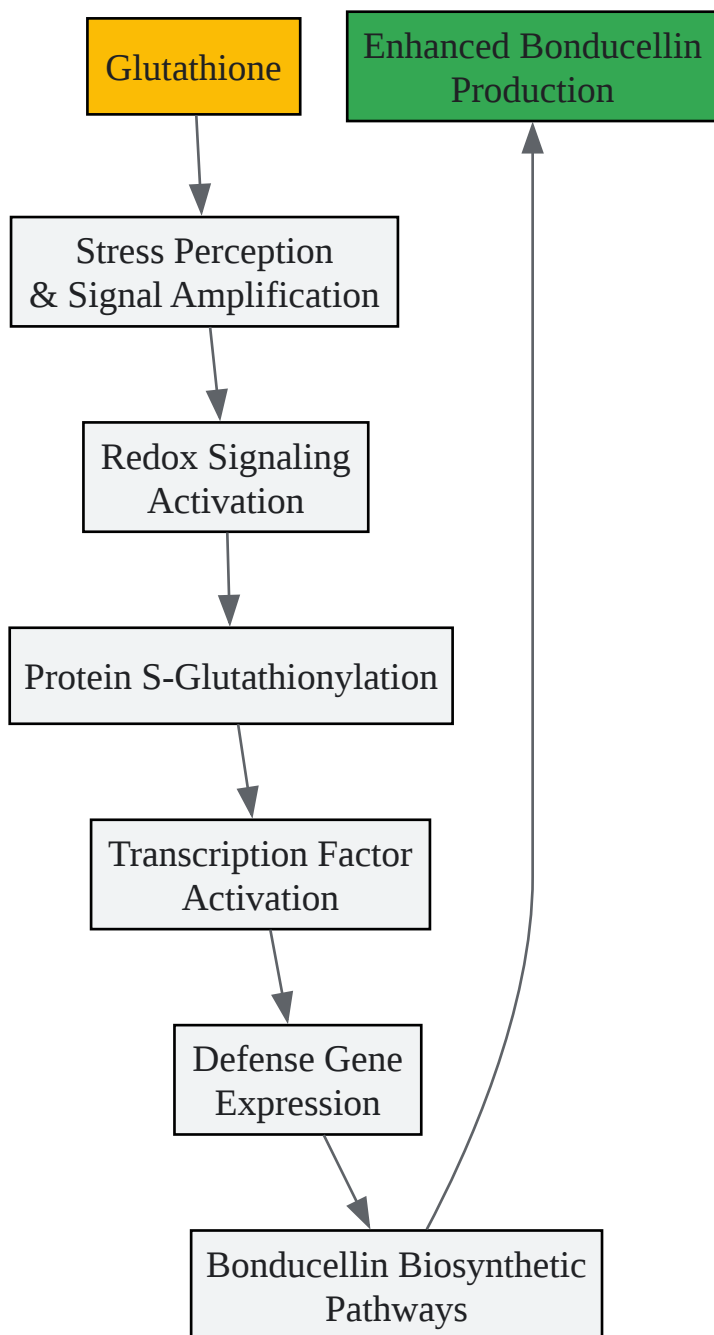 Glutathione
Enhanced Bonducellin
Production
Stress Perception
& Signal Amplification
Redox Signaling
Activation
Protein S-Glutathionylation
Transcription Factor
Activation
Defense Gene
Expression
Bonducellin Biosynthetic
Pathways